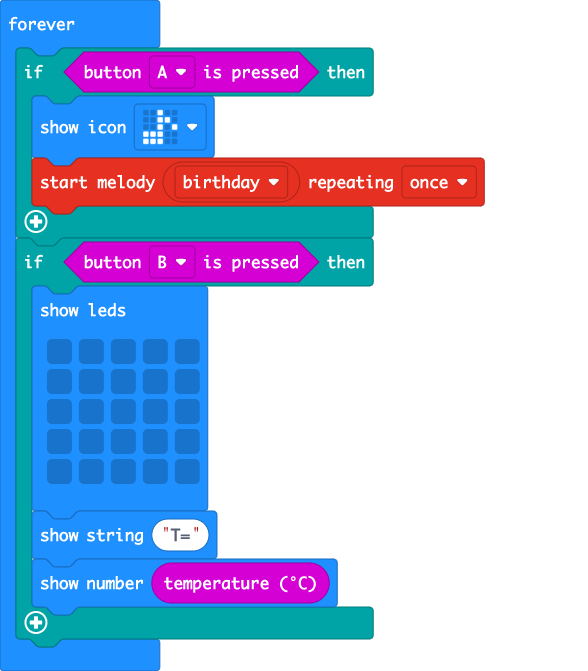 forever
if button A is pressed then
show icon
start melody birthday repeating once
if button B is pressed then
show leds
show string "T="
show number temperature (°C)